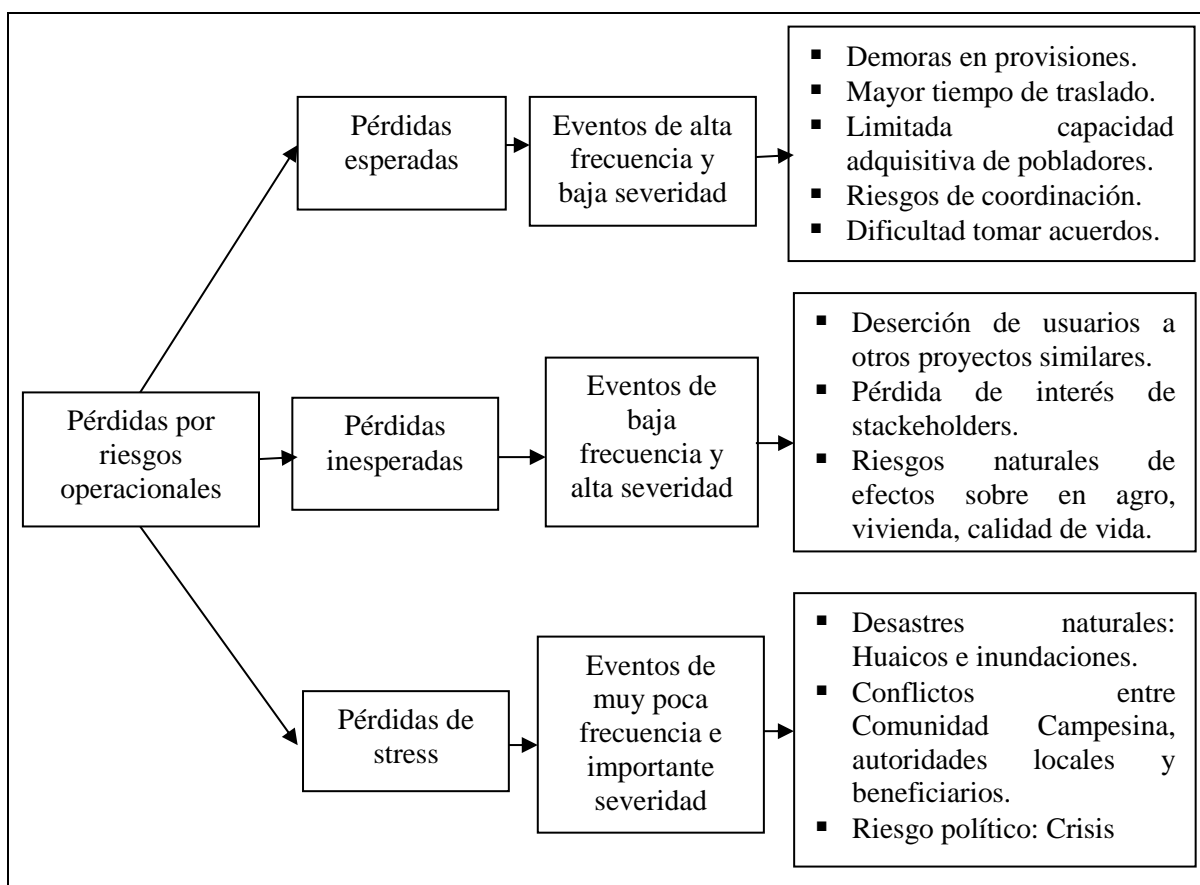 Pérdidas por
riesgos
operacionales
Pérdidas
esperadas
Eventos de alta
frecuencia y
baja severidad
▪ Demoras en provisiones.
▪ Mayor tiempo de traslado.
▪ Limitada capacidad
adquisitiva de pobladores.
▪ Riesgos de coordinación.
▪ Dificultad tomar acuerdos.
Pérdidas
inesperadas
Eventos de
baja
frecuencia y
alta severidad
▪ Deserción de usuarios a
otros proyectos similares.
▪ Pérdida de interés de
stackeholders.
▪ Riesgos naturales de
efectos sobre en agro,
vivienda, calidad de vida.
Pérdidas de
stress
Eventos de
muy poca
frecuencia e
importante
severidad
▪ Desastres naturales:
Huaicos e inundaciones.
▪ Conflictos entre
Comunidad Campesina,
autoridades locales y
beneficiarios.
▪ Riesgo político: Crisis